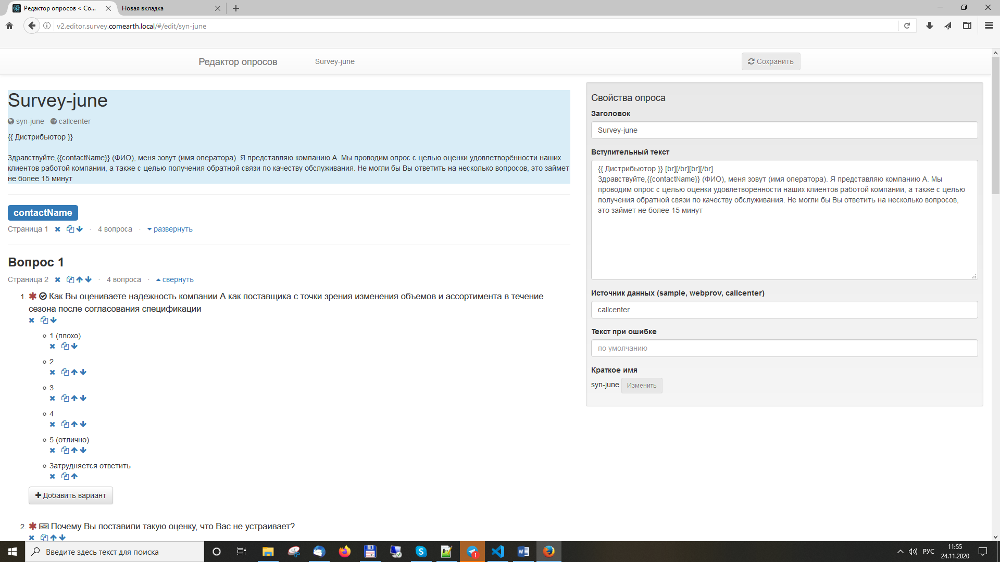 Редактор опросов < Co...
Новая вкладка
v2.editor.survey.comearth.local/#/edit/syn-june
Редактор опросов
Survey-june
Сохранить
Survey-june
syn-june callcenter
{{ Дистрибьютор }}
Здравствуйте,{{contactName}} (ФИО), меня зовут (имя оператора). Я представляю компанию А. Мы проводим опрос с целью оценки удовлетворённости наших
клиентов работой компании, а также с целью получения обратной связи по качеству обслуживания. Не могли бы Вы ответить на несколько вопросов, это займет
не более 15 минут
contactName
Страница 1 · 4 вопроса · развернуть
Вопрос 1
Страница 2 · 4 вопроса · свернуть
1. Как Вы оцениваете надежность компании А как поставщика с точки зрения изменения объемов и ассортимента в течение
сезона после согласования спецификации
1 (плохо)
2
3
4
5 (отлично)
Затрудняется ответить
Добавить вариант
2. Почему Вы поставили такую оценку, что Вас не устраивает?
Свойства опроса
Заголовок
Survey-june
Вступительный текст
{{ Дистрибьютор }} [br][/br][br][/br]
Здравствуйте,{{contactName}} (ФИО), меня зовут (имя оператора). Я представляю компанию А. Мы
проводим опрос с целью оценки удовлетворённости наших клиентов работой компании, а также с целью
получения обратной связи по качеству обслуживания. Не могли бы Вы ответить на несколько вопросов,
это займет не более 15 минут
Источник данных (sample, webprov, callcenter)
callcenter
Текст при ошибке
по умолчанию
Краткое имя
syn-june Изменить
Введите здесь текст для поиска
1
РУС
11:55
24.11.2020